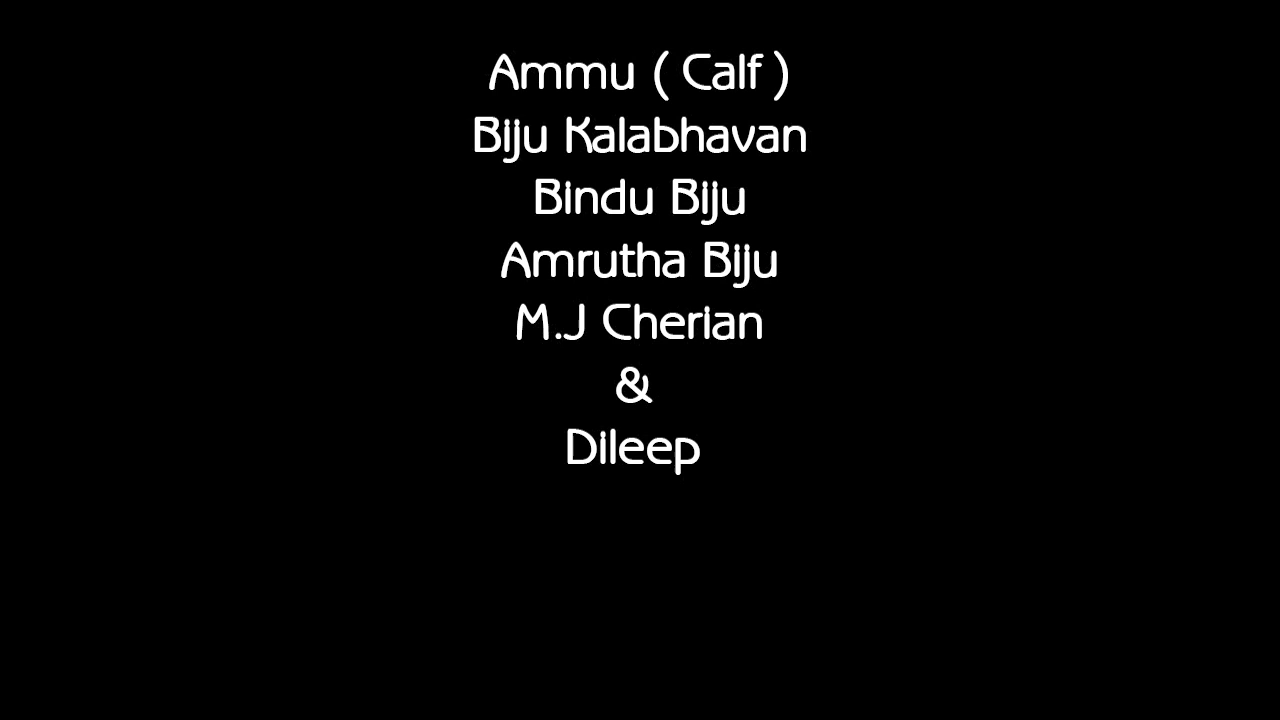 Ammu ( Calf )
Biju Kalabhavan
Bindu Biju
Amrutha Biju
M.J Cherian
&
Dileep